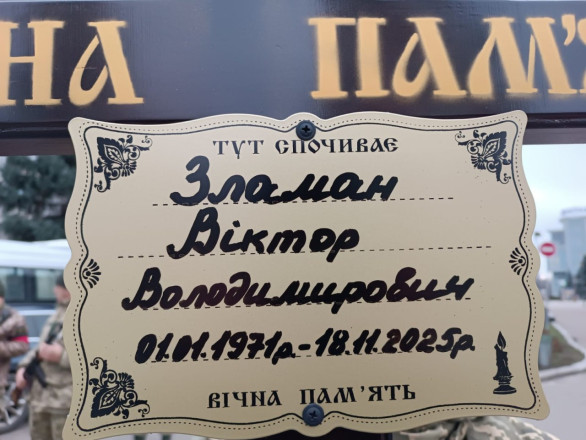 НА ПАМ'
ТУТ СПОЧИВАЄ
Зламан
Віктор
Володимирович
01.01.1971р.-18.11.2025р.
ВІЧНА ПАМ'ЯТЬ